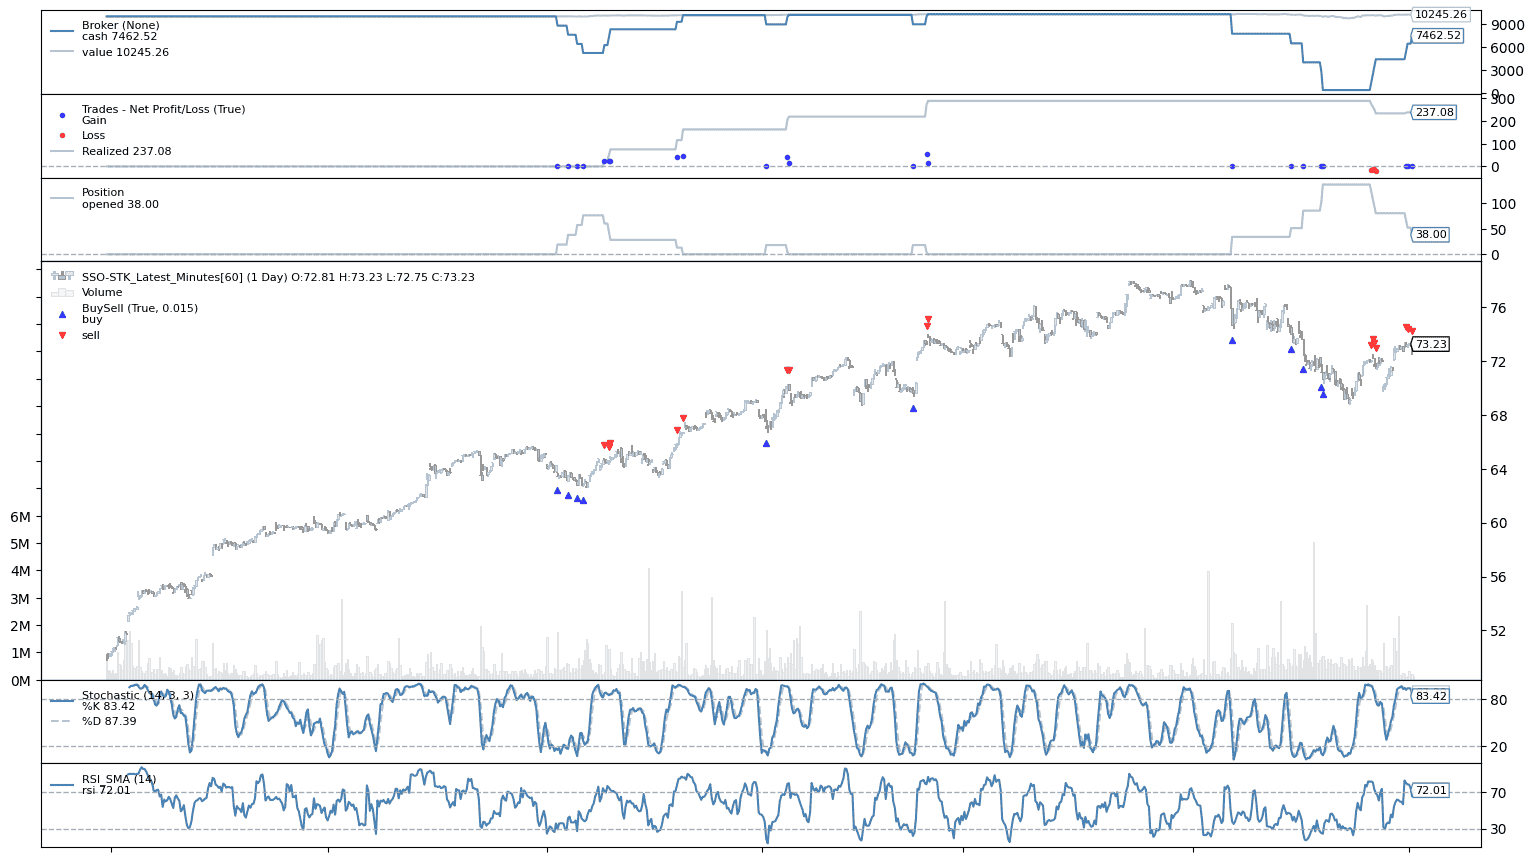 Broker (None)
cash 7462.52
value 10245.26
10245.26
9000
7462.52
6000
3000
0
Trades - Net Profit/Loss (True)
Gain
Loss
Realized 237.08
300
237.08
200
100
0
Position
opened 38.00
100
50
38.00
0
SSO-STK_Latest_Minutes[60] (1 Day) O:72.81 H:73.23 L:72.75 C:73.23
Volume
BuySell (True, 0.015)
buy
sell
76
73.23
72
68
64
60
56
52
6M
5M
4M
3M
2M
1M
0M
Stochastic (14, 3, 3)
%K 83.42
%D 87.39
83.42
80
20
RSI_SMA (14)
rsi 72.01
72.01
70
30